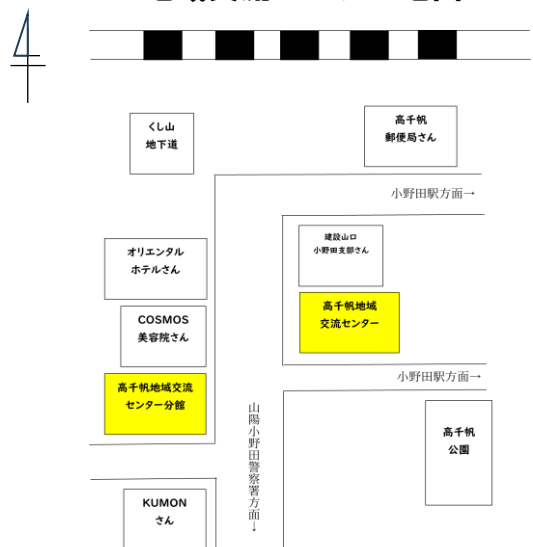 くし山
地下道
高千帆
郵便局さん
小野田駅方面→
建設山口
小野田支部さん
オリエンタル
ホテルさん
高千帆地域
交流センター
COSMOS
美容院さん
小野田駅方面→
高千帆地域交流
センター分館
山陽小野田警察署方面→
高千帆
公園
KUMON
さん